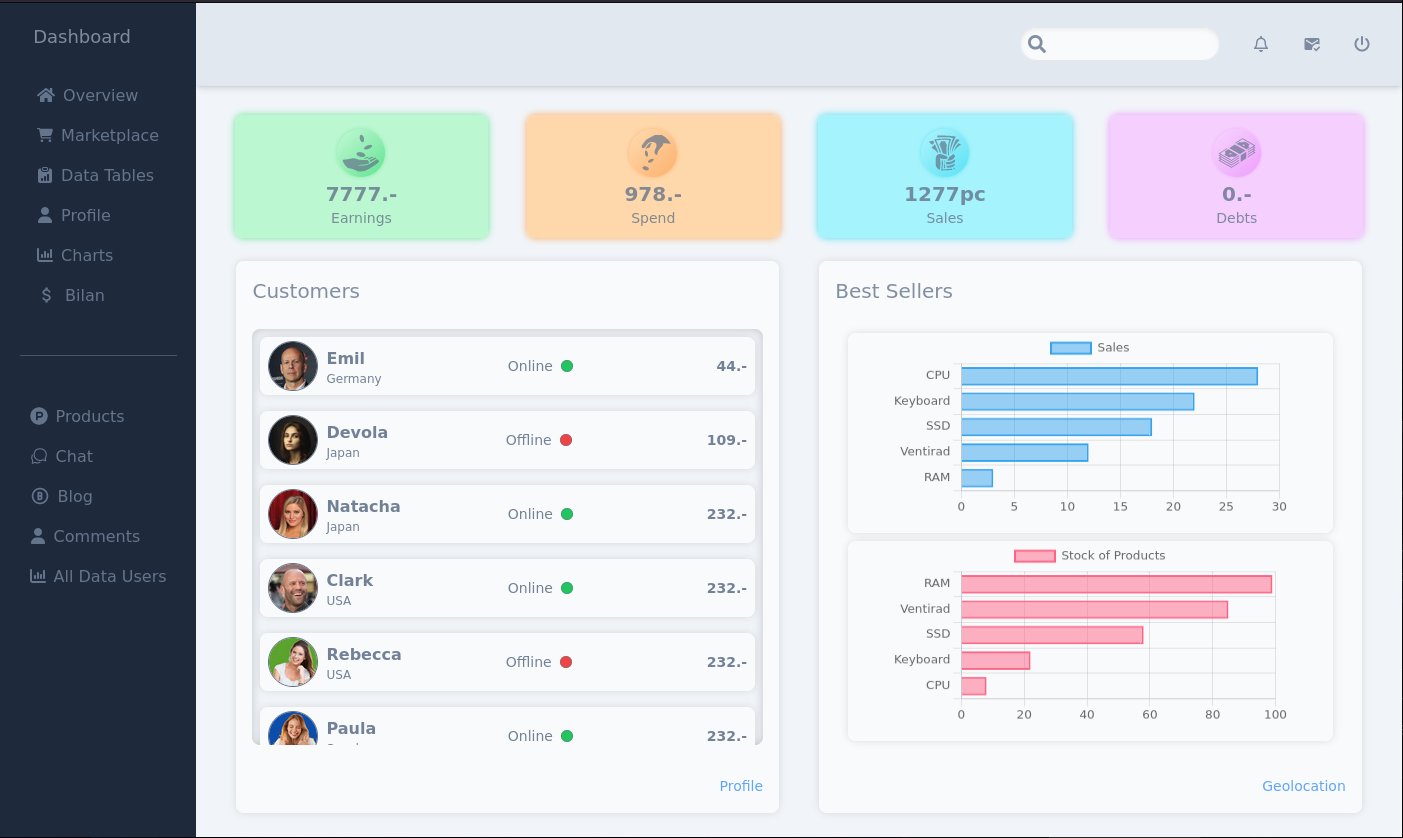 Dashboard
Overview
Marketplace
Data Tables
Profile
Charts
Bilan
Products
Chat
Blog
Comments
All Data Users
7777.-
Earnings
978.-
Spend
1277pc
Sales
0.-
Debts
Customers
Emil
Germany
Online
44.-
Devola
Japan
Offline
109.-
Natacha
Japan
Online
232.-
Clark
USA
Online
232.-
Rebecca
USA
Offline
232.-
Paula
Online
232.-
Profile
Best Sellers
Sales
CPU
Keyboard
SSD
Ventirad
RAM
0 5 10 15 20 25 30
Stock of Products
RAM
Ventirad
SSD
Keyboard
CPU
0 20 40 60 80 100
Geolocation